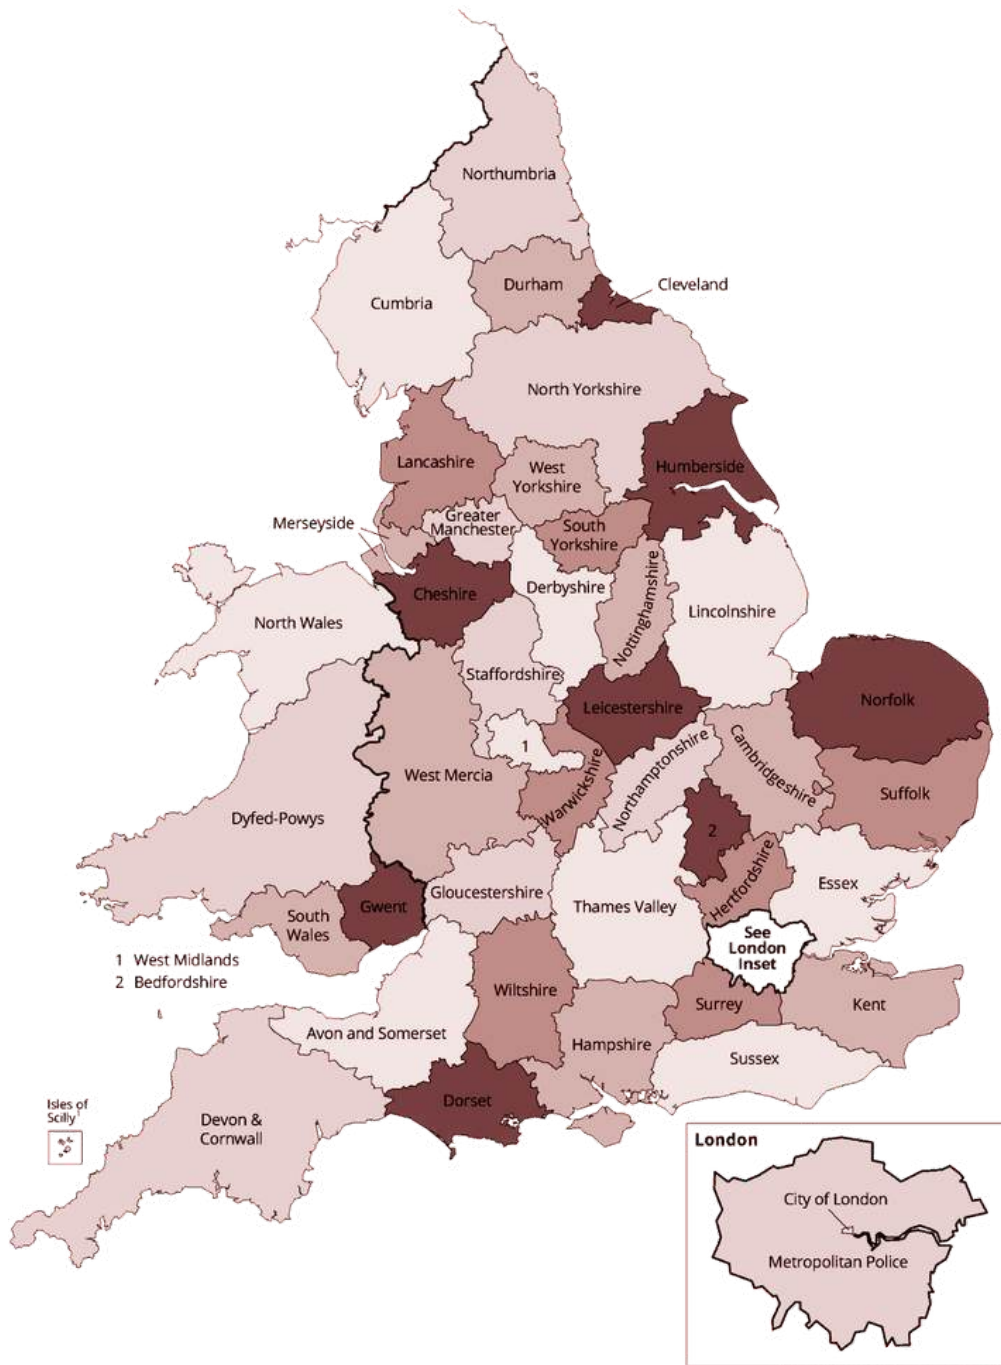 Northumbria
Durham
Cleveland
Cumbria
North Yorkshire
Lancashire
West
Yorkshire
Humberside
Merseyside
Greater
Manchester
South
Yorkshire
Cheshire
Derbyshire
Nottinghamshire
Lincolnshire
North Wales
Staffordshire
Leicestershire
Norfolk
1
West Mercia
Warwickshire
Northamptonshire
Cambridgeshire
Suffolk
Dyfed-Powys
2
Gwent
Gloucestershire
Thames Valley
Hertfordshire
Essex
South
Wales
See
London
Inset
1 West Midlands
2 Bedfordshire
Wiltshire
Surrey
Kent
Avon and Somerset
Hampshire
Sussex
Dorset
Isles of
Scilly1
Devon &
Cornwall
London
City of London
Metropolitan Police